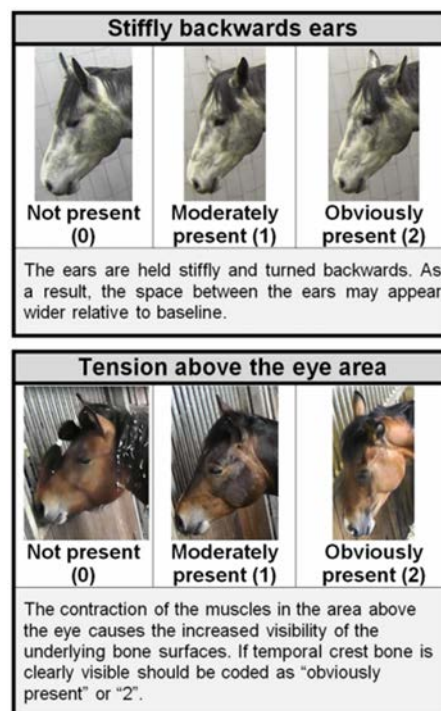 Stiffly backwards ears
Not present
(0)
Moderately
present (1)
Obviously
present (2)
The ears are held stiffly and turned backwards. As
a result, the space between the ears may appear
wider relative to baseline.
Tension above the eye area
Not present
(0)
Moderately
present (1)
Obviously
present (2)
The contraction of the muscles in the area above
the eye causes the increased visibility of the
underlying bone surfaces. If temporal crest bone is
clearly visible should be coded as “obviously
present” or “2”.